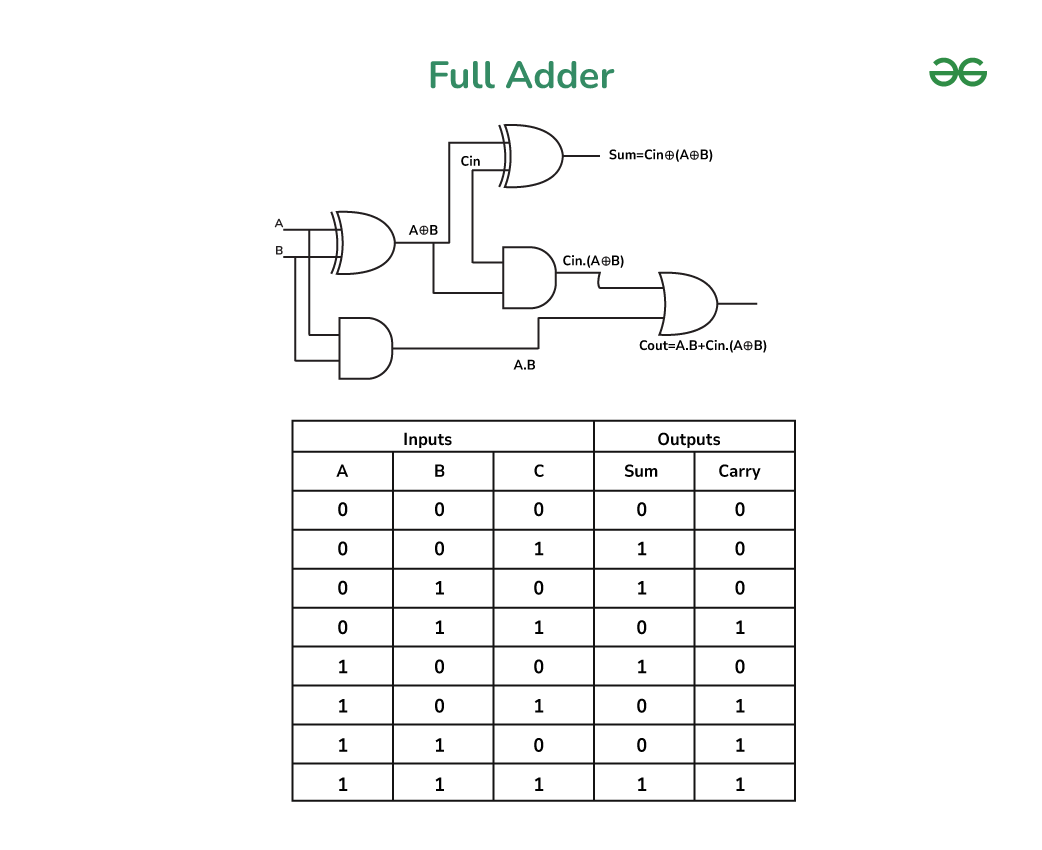 Full Adder
Cin
Sum=Cin⊕(A⊕B)
A
A⊕B
B
Cin.(A⊕B)
Cout=A.B+Cin.(A⊕B)
A.B
Inputs Outputs
A B C Sum Carry
0 0 0 0 0
0 0 1 1 0
0 1 0 1 0
0 1 1 0 1
1 0 0 1 0
1 0 1 0 1
1 1 0 0 1
1 1 1 1 1